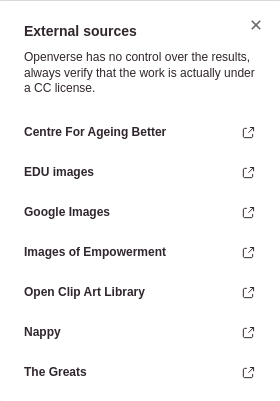 External sources
Openverse has no control over the results,
always verify that the work is actually under
a CC license.
Centre For Ageing Better
EDU images
Google Images
Images of Empowerment
Open Clip Art Library
Nappy
The Greats